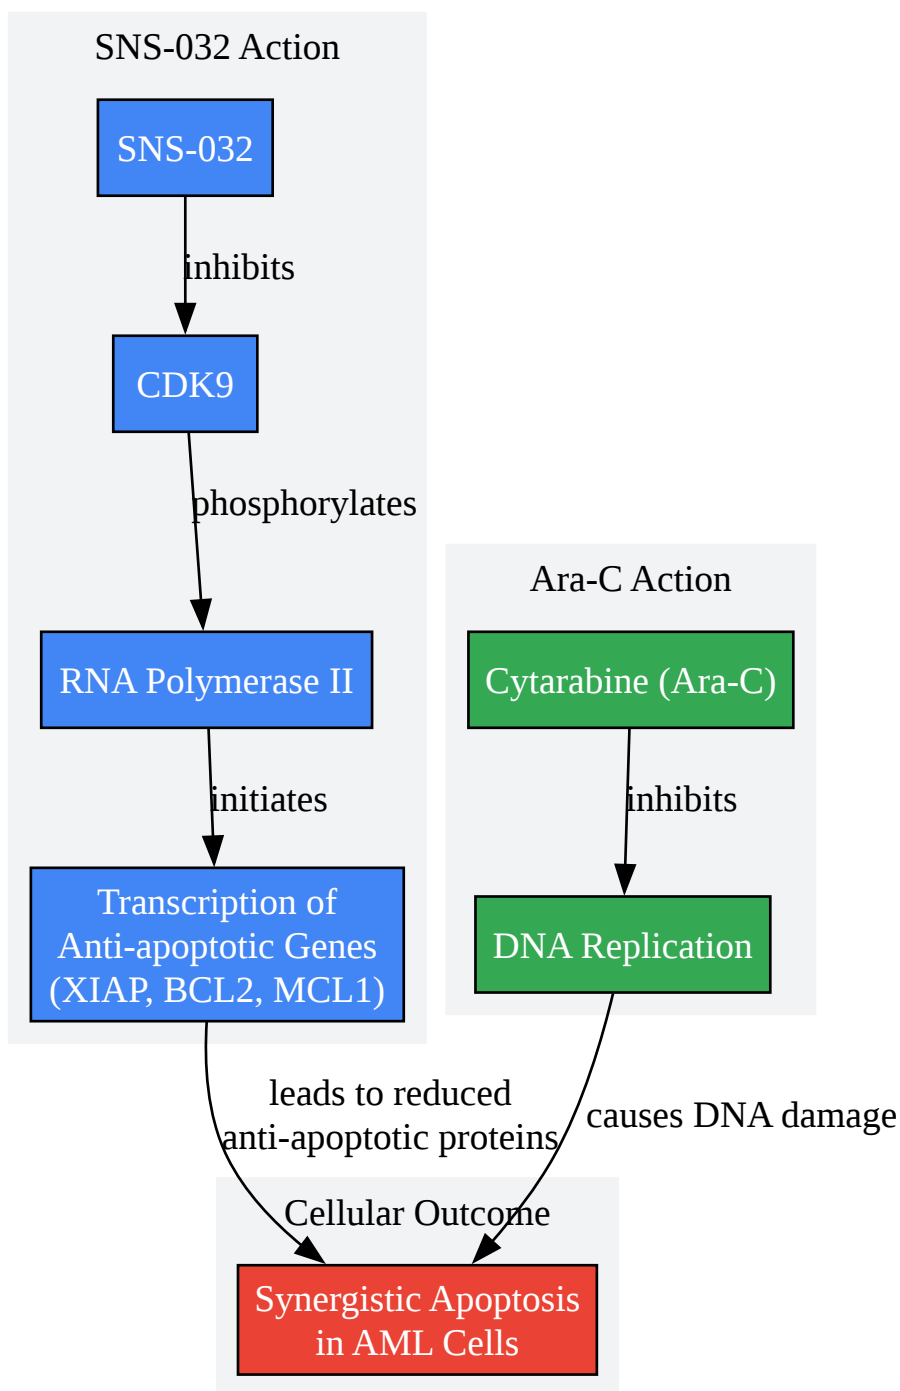 SNS-032 Action
SNS-032
inhibits
CDK9
phosphorylates
RNA Polymerase II
initiates
Transcription of
Anti-apoptotic Genes
(XIAP, BCL2, MCL1)
Ara-C Action
Cytarabine (Ara-C)
inhibits
DNA Replication
leads to reduced
anti-apoptotic proteins
causes DNA damage
Cellular Outcome
Synergistic Apoptosis
in AML Cells